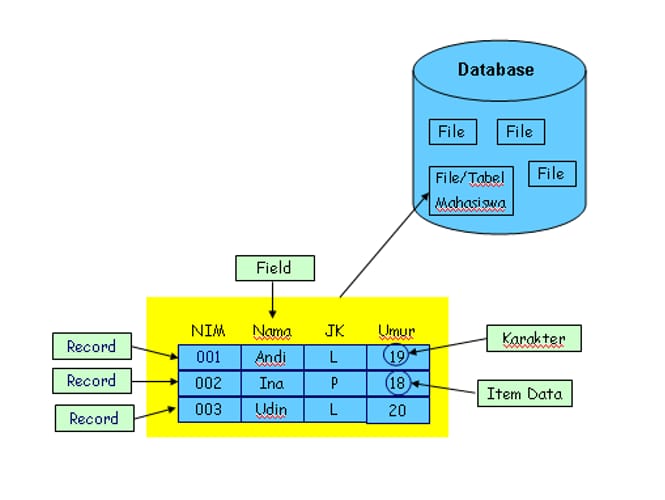 Database
File
File
File
File/Tabel
Mahasiswa
Field
NIM Nama JK Umur
Record 001 Andi L 19 Karakter
Record 002 Ina P 18 Item Data
Record 003 Udin L 20